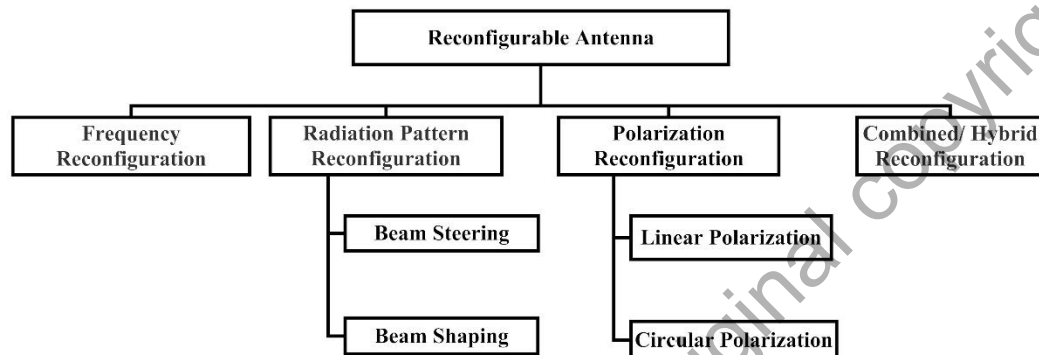 Reconfigurable Antenna
Frequency
Reconfiguration
Radiation Pattern
Reconfiguration
Polarization
Reconfiguration
Combined/ Hybrid
Reconfiguration
Beam Steering
Beam Shaping
Linear Polarization
Circular Polarization